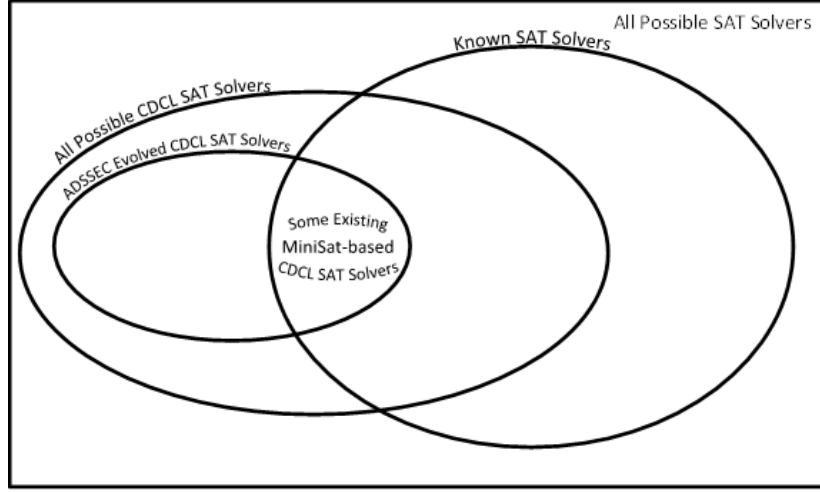 All Possible SAT Solvers
Known SAT Solvers
All Possible CDCL SAT Solvers
ADSSEC Evolved CDCL SAT Solvers
Some Existing
MiniSat-based
CDCL SAT Solvers